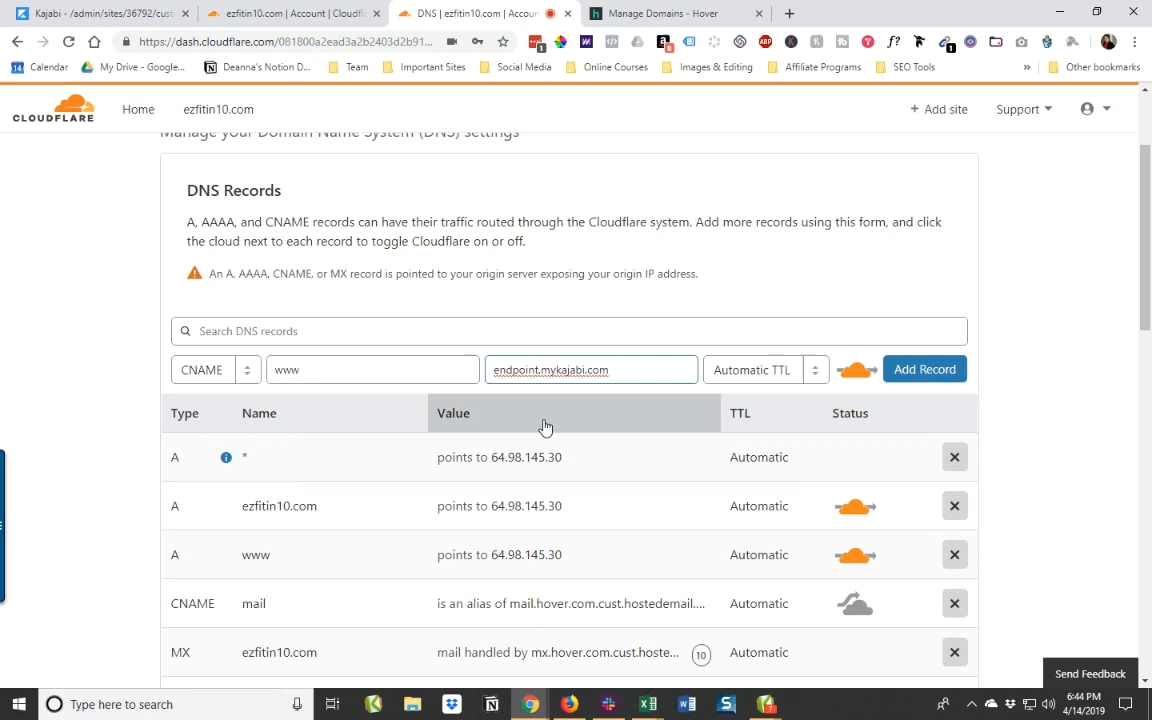 Kajabi - /admin/sites/36792/cust
ezfitin10.com | Account | Cloudfl
DNS | ezfitin10.com | Accoun
Manage Domains - Hover
https://dash.cloudflare.com/081800a2ead3a2b2403d2b91...
Calendar
My Drive - Google...
Deanna's Notion D...
Team
Important Sites
Social Media
Online Courses
Images & Editing
Affiliate Programs
SEO Tools
»
Other bookmarks
CLOUDFLARE
Home
ezfitin10.com
+ Add site
Support
Manage your Domain Name System (DNS) settings
DNS Records
A, AAAA, and CNAME records can have their traffic routed through the Cloudflare system. Add more records using this form, and click
the cloud next to each record to toggle Cloudflare on or off.
An A, AAAA, CNAME, or MX record is pointed to your origin server exposing your origin IP address.
Search DNS records
CNAME www endpoint.mykajabi.com Automatic TTL Add Record
Type Name Value TTL Status
A * points to 64.98.145.30 Automatic
A ezfitin10.com points to 64.98.145.30 Automatic
A www points to 64.98.145.30 Automatic
CNAME mail is an alias of mail.hover.com.cust.hostedemail.... Automatic
MX ezfitin10.com mail handled by mx.hover.com.cust.hoste... 10 Automatic
Send Feedback
Type here to search
6:44 PM
4/14/2019